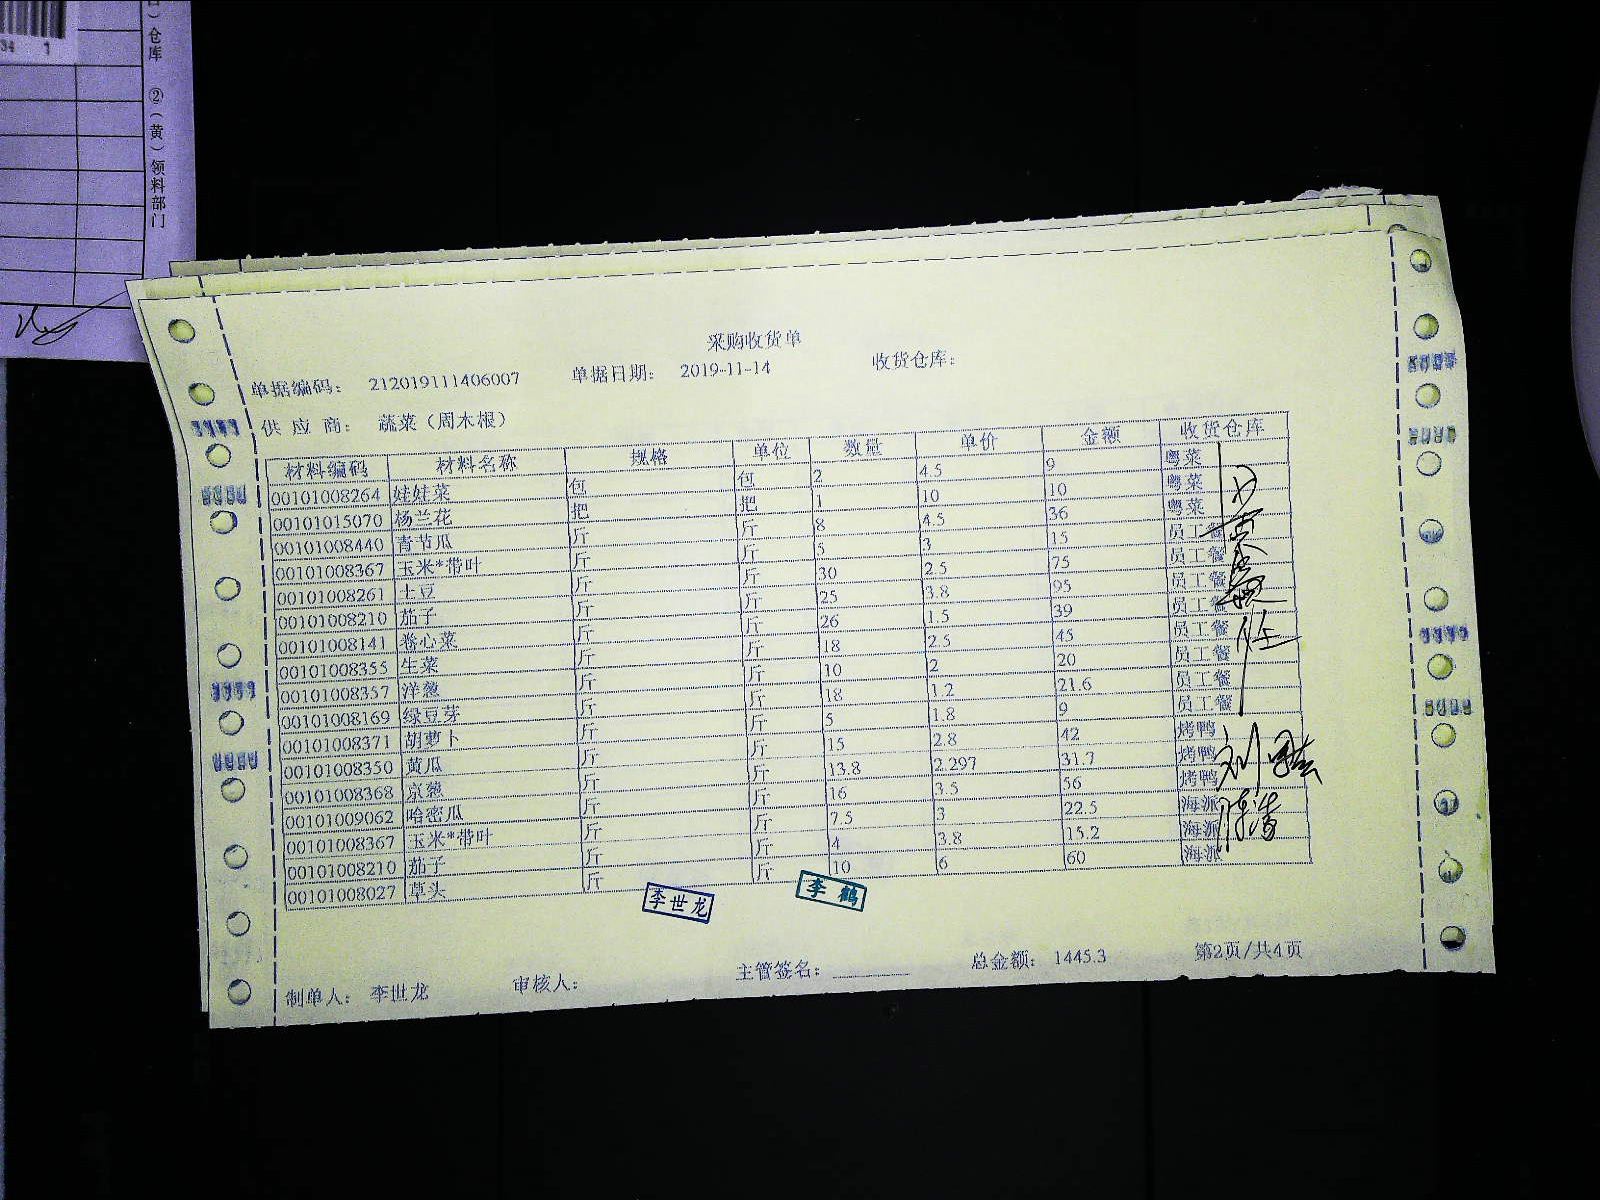 34 1
）仓库 ②（黄）领料部门
采购收货单
单据编码： 212019111406007 单据日期： 2019-11-14 收货仓库：
供 应 商： 蔬菜（周木根）
材料编码 材料名称 规格 单位 数量 单价 金额 收货仓库
00101008264 娃娃菜 包 包 2 4.5 9 粤菜
00101015070 杨兰花 把 把 1 10 10 粤菜
00101008440 青节瓜 斤 斤 8 4.5 36 粤菜
00101008367 玉米*带叶 斤 斤 5 3 15 员工餐
00101008261 土豆 斤 斤 30 2.5 75 员工餐
00101008210 茄子 斤 斤 25 3.8 95 员工餐
00101008141 卷心菜 斤 斤 26 1.5 39 员工餐
00101008355 生菜 斤 斤 18 2.5 45 员工餐
00101008357 洋葱 斤 斤 10 2 20 员工餐
00101008169 绿豆芽 斤 斤 18 1.2 21.6 员工餐
00101008371 胡萝卜 斤 斤 5 1.8 9 员工餐
00101008350 黄瓜 斤 斤 15 2.8 42 烤鸭
00101008368 京葱 斤 斤 13.8 2.297 31.7 烤鸭
00101009062 哈密瓜 斤 斤 16 3.5 56 烤鸭
00101008367 玉米*带叶 斤 斤 7.5 3 22.5 海派
00101008210 茄子 斤 斤 4 3.8 15.2 海派
00101008027 草头 斤 斤 10 6 60 海派
李世龙 李鹤
制单人： 李世龙 审核人： 主管签名： 总金额： 1445.3 第2页/共4页